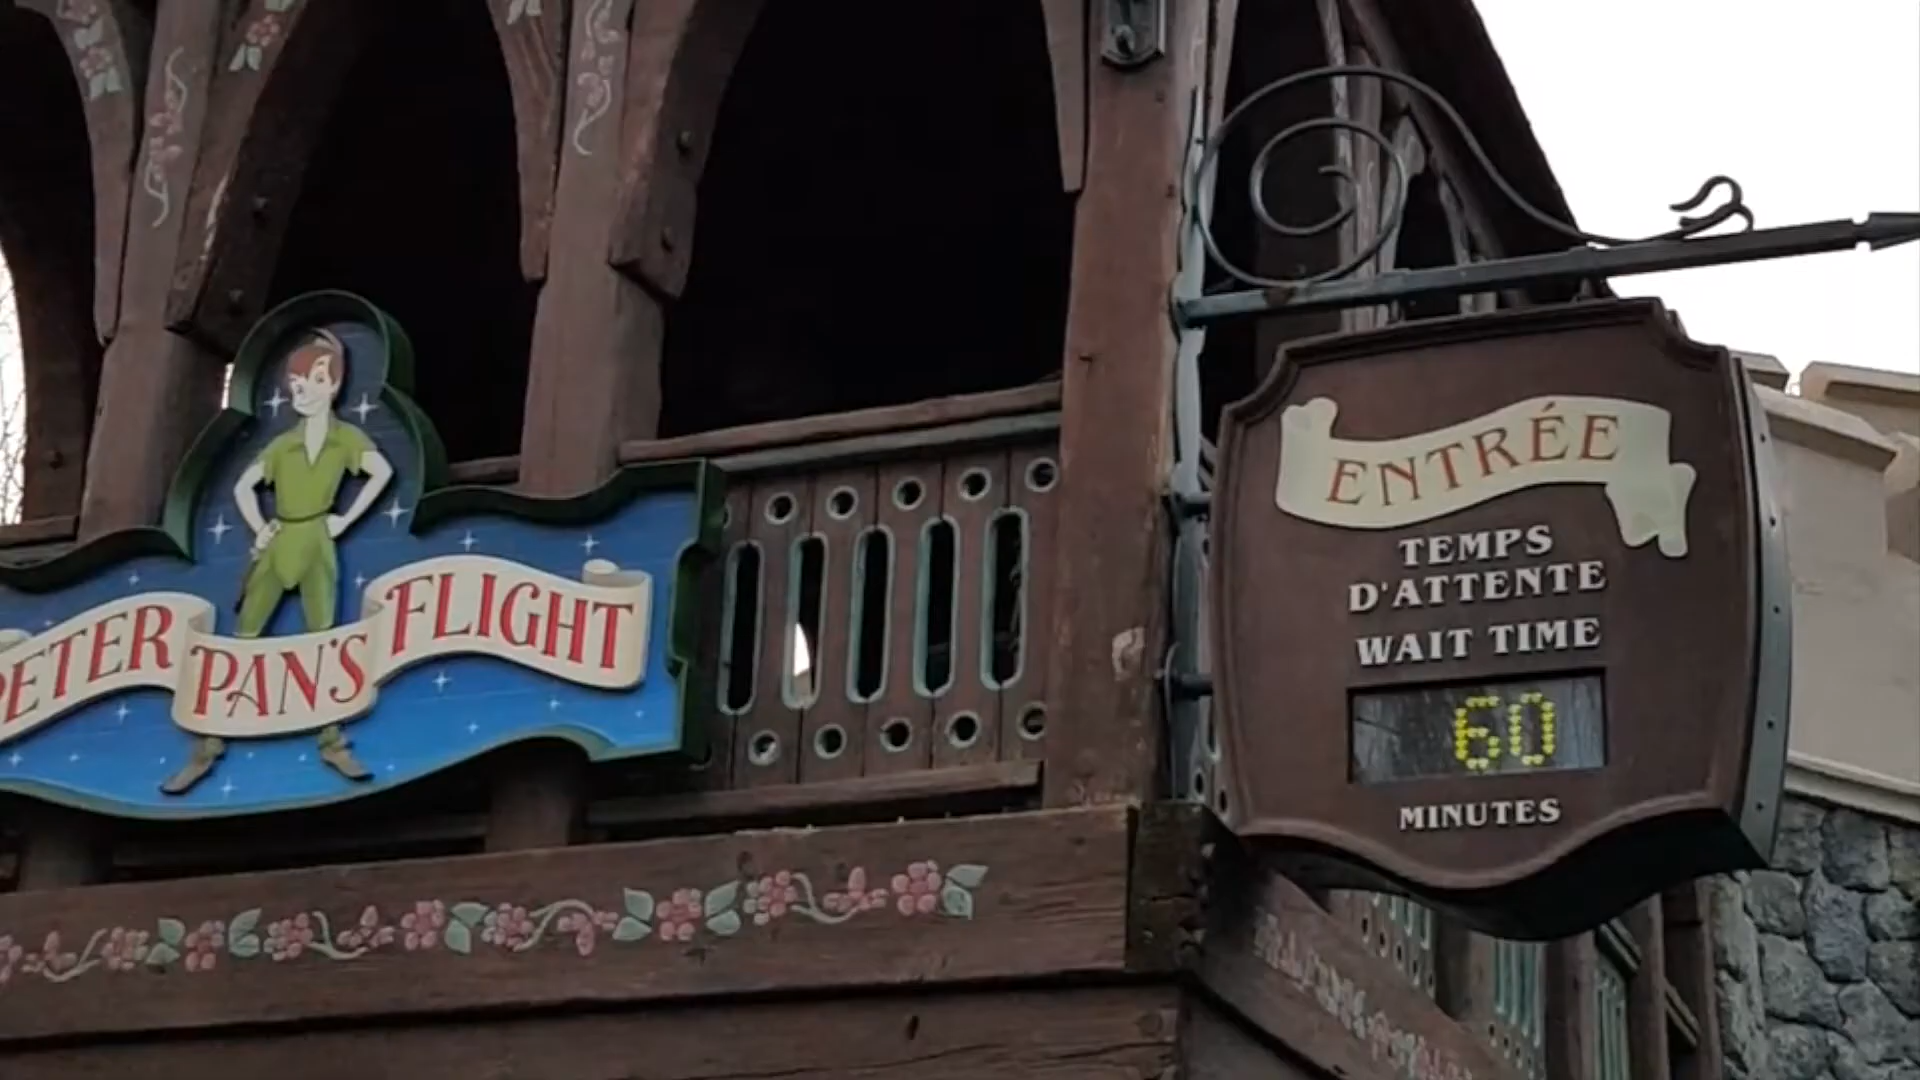 PETER PAN'S FLIGHT
ENTRÉE
TEMPS
D'ATTENTE
WAIT TIME
60
MINUTES